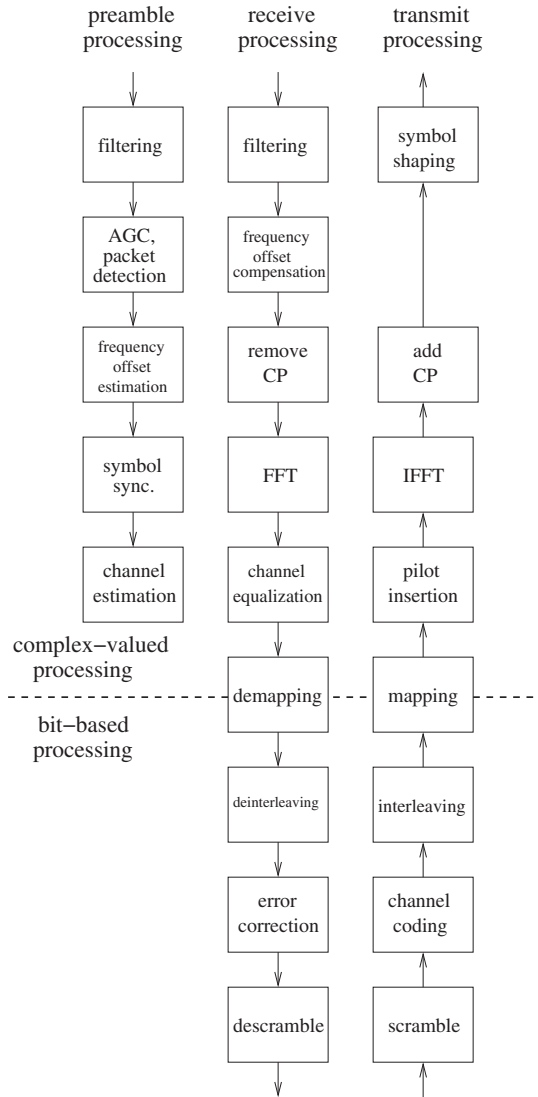 preamble
processing
receive
processing
transmit
processing
filtering
AGC,
packet
detection
frequency
offset
estimation
symbol
sync.
channel
estimation
filtering
frequency
offset
compensation
remove
CP
FFT
channel
equalization
demapping
deinterleaving
error
correction
descramble
symbol
shaping
add
CP
IFFT
pilot
insertion
mapping
interleaving
channel
coding
scramble
complex−valued
processing
bit−based
processing